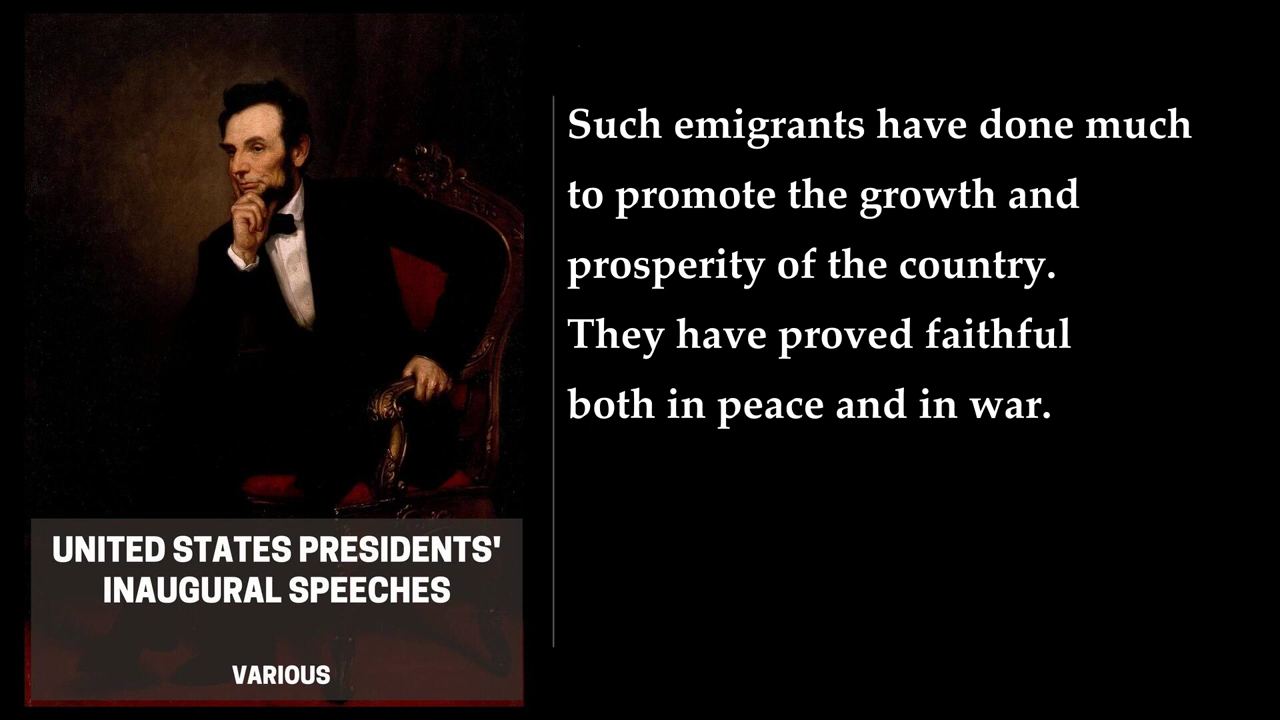 Such emigrants have done much
to promote the growth and
prosperity of the country.
They have proved faithful
both in peace and in war.
UNITED STATES PRESIDENTS'
INAUGURAL SPEECHES
VARIOUS